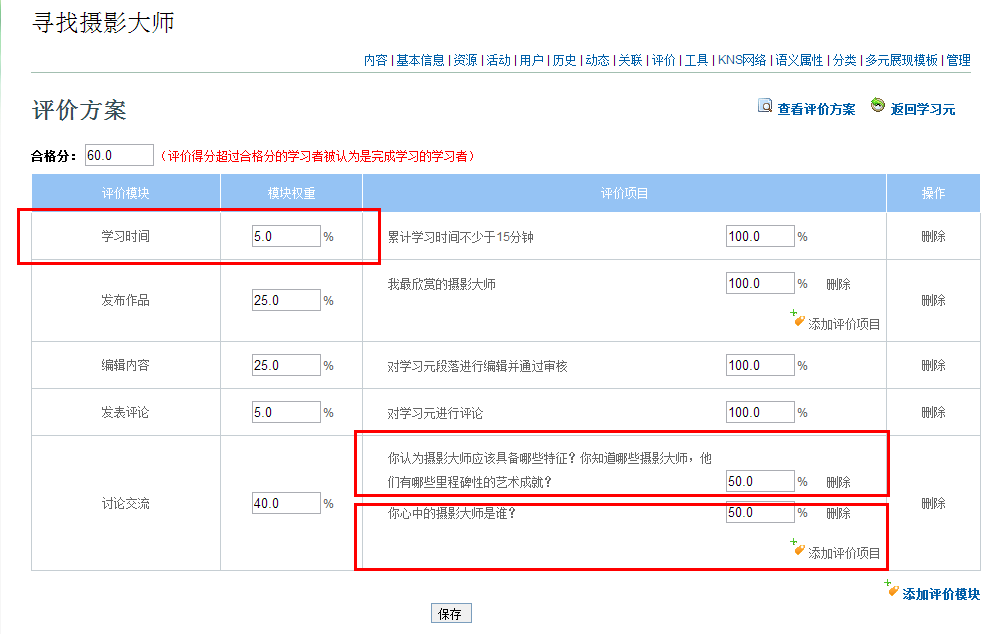 寻找摄影大师
内容 | 基本信息 | 资源 | 活动 | 用户 | 历史 | 动态 | 关联 | 评价 | 工具 | KNS网络 | 语义属性 | 分类 | 多元展现模板 | 管理
评价方案 查看评价方案 返回学习元
合格分： 60.0 （评价得分超过合格分的学习者被认为是完成学习的学习者）
评价模块 模块权重 评价项目 操作
学习时间 5.0 % 累计学习时间不少于15分钟 100.0 % 删除
我最欣赏的摄影大师 100.0 % 删除
发布作品 25.0 % 删除
添加评价项目
编辑内容 25.0 % 对学习元段落进行编辑并通过审核 100.0 % 删除
发表评论 5.0 % 对学习元进行评论 100.0 % 删除
你认为摄影大师应该具备哪些特征？你知道哪些摄影大师，他
们有哪些里程碑性的艺术成就？ 50.0 % 删除
讨论交流 40.0 % 删除
你心中的摄影大师是谁？ 50.0 % 删除
添加评价项目
添加评价模块
保存